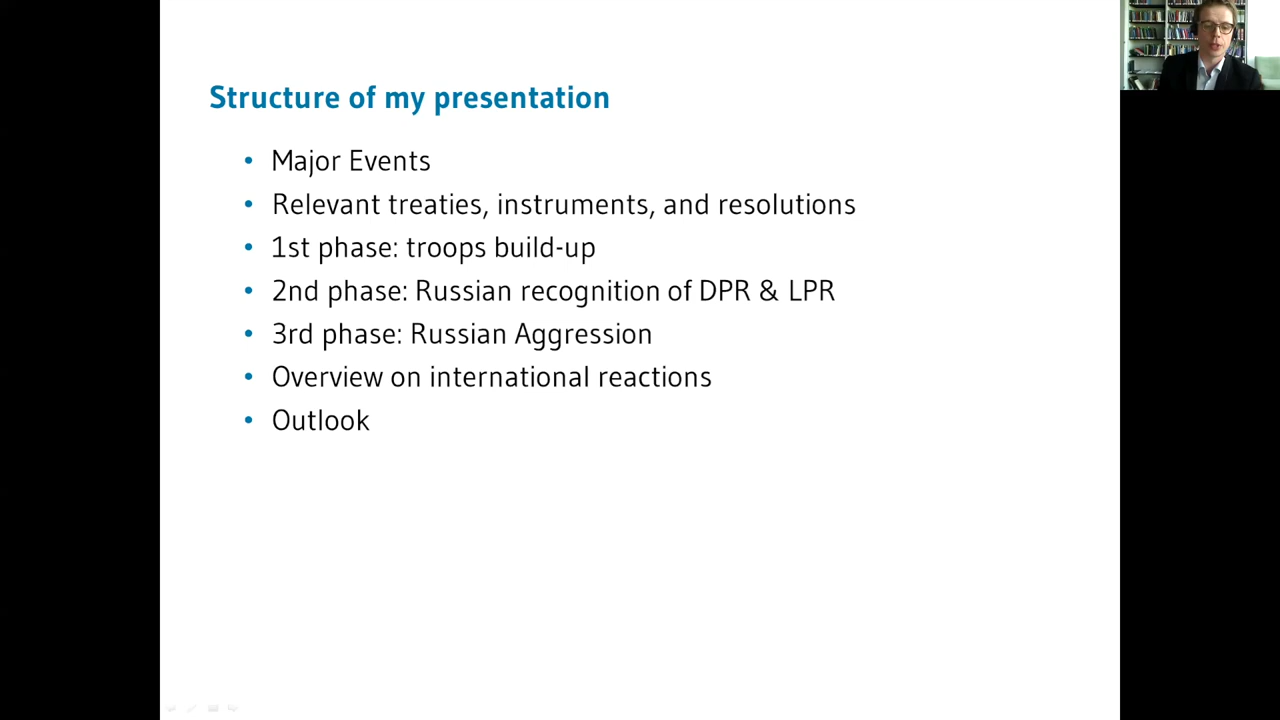 Structure of my presentation
• Major Events
• Relevant treaties, instruments, and resolutions
• 1st phase: troops build-up
• 2nd phase: Russian recognition of DPR & LPR
• 3rd phase: Russian Aggression
• Overview on international reactions
• Outlook